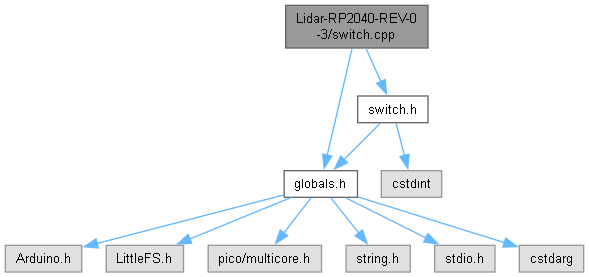 Lidar-RP2040-REV-0
-3/switch.cpp
switch.h
globals.h
cstdint
Arduino.h
LittleFS.h
pico/multicore.h
string.h
stdio.h
cstdarg